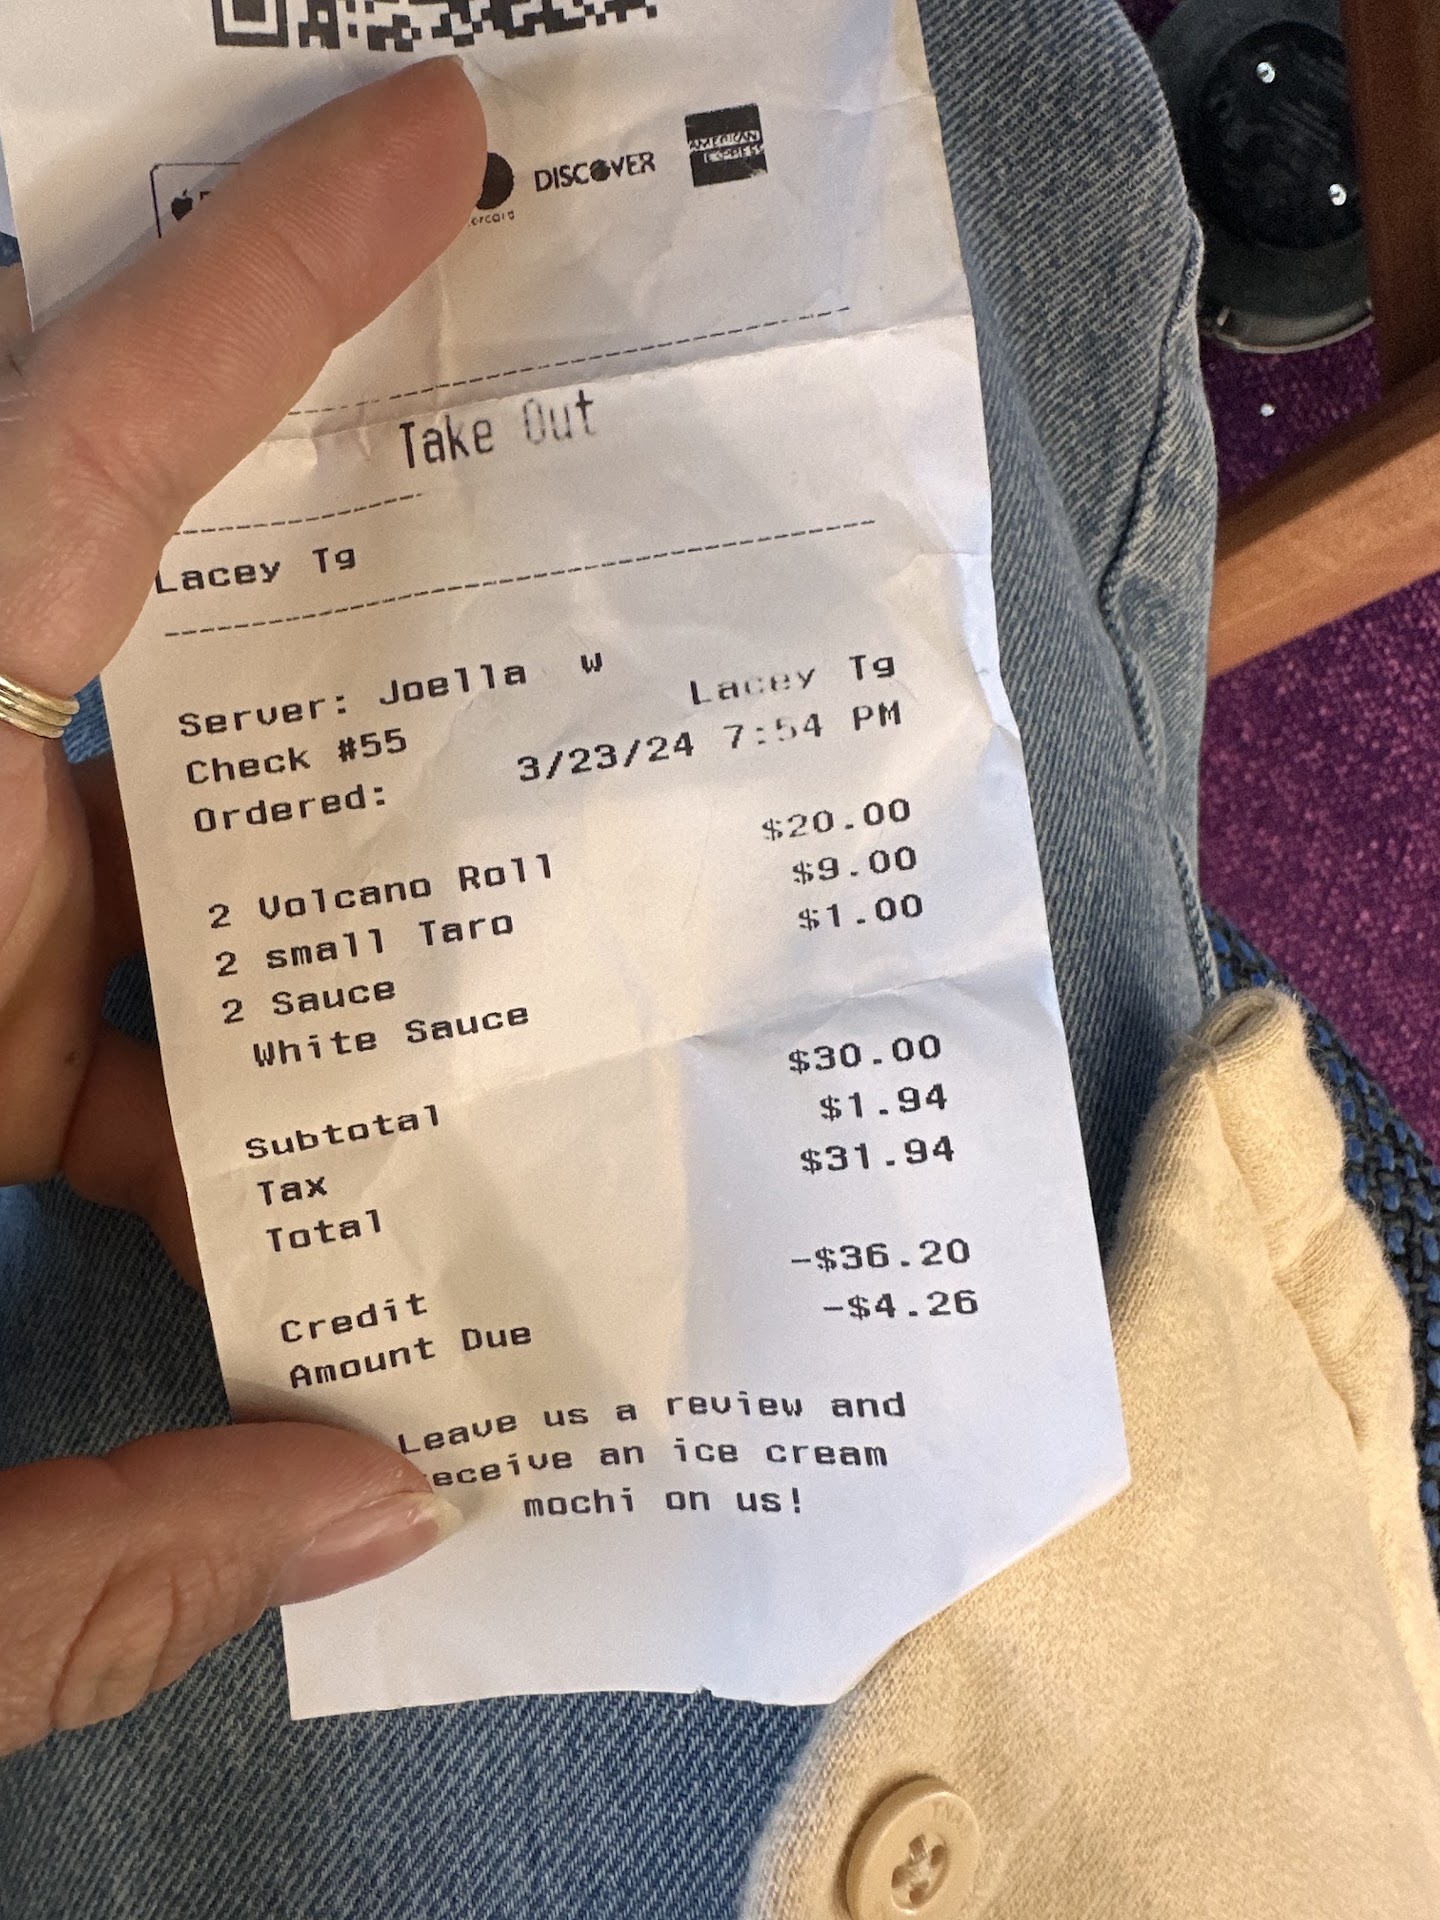 DISCOVER
AMERICAN
EXPRESS
Take Out
Lacey Tg
Server: Joella W
Check #55 Lacey Tg
Ordered: 3/23/24 7:54 PM
2 Volcano Roll $20.00
2 small Taro $9.00
2 Sauce $1.00
White Sauce
Subtotal $30.00
Tax $1.94
Total $31.94
Credit -$36.20
Amount Due -$4.26
Leave us a review and
eceive an ice cream
mochi on us!